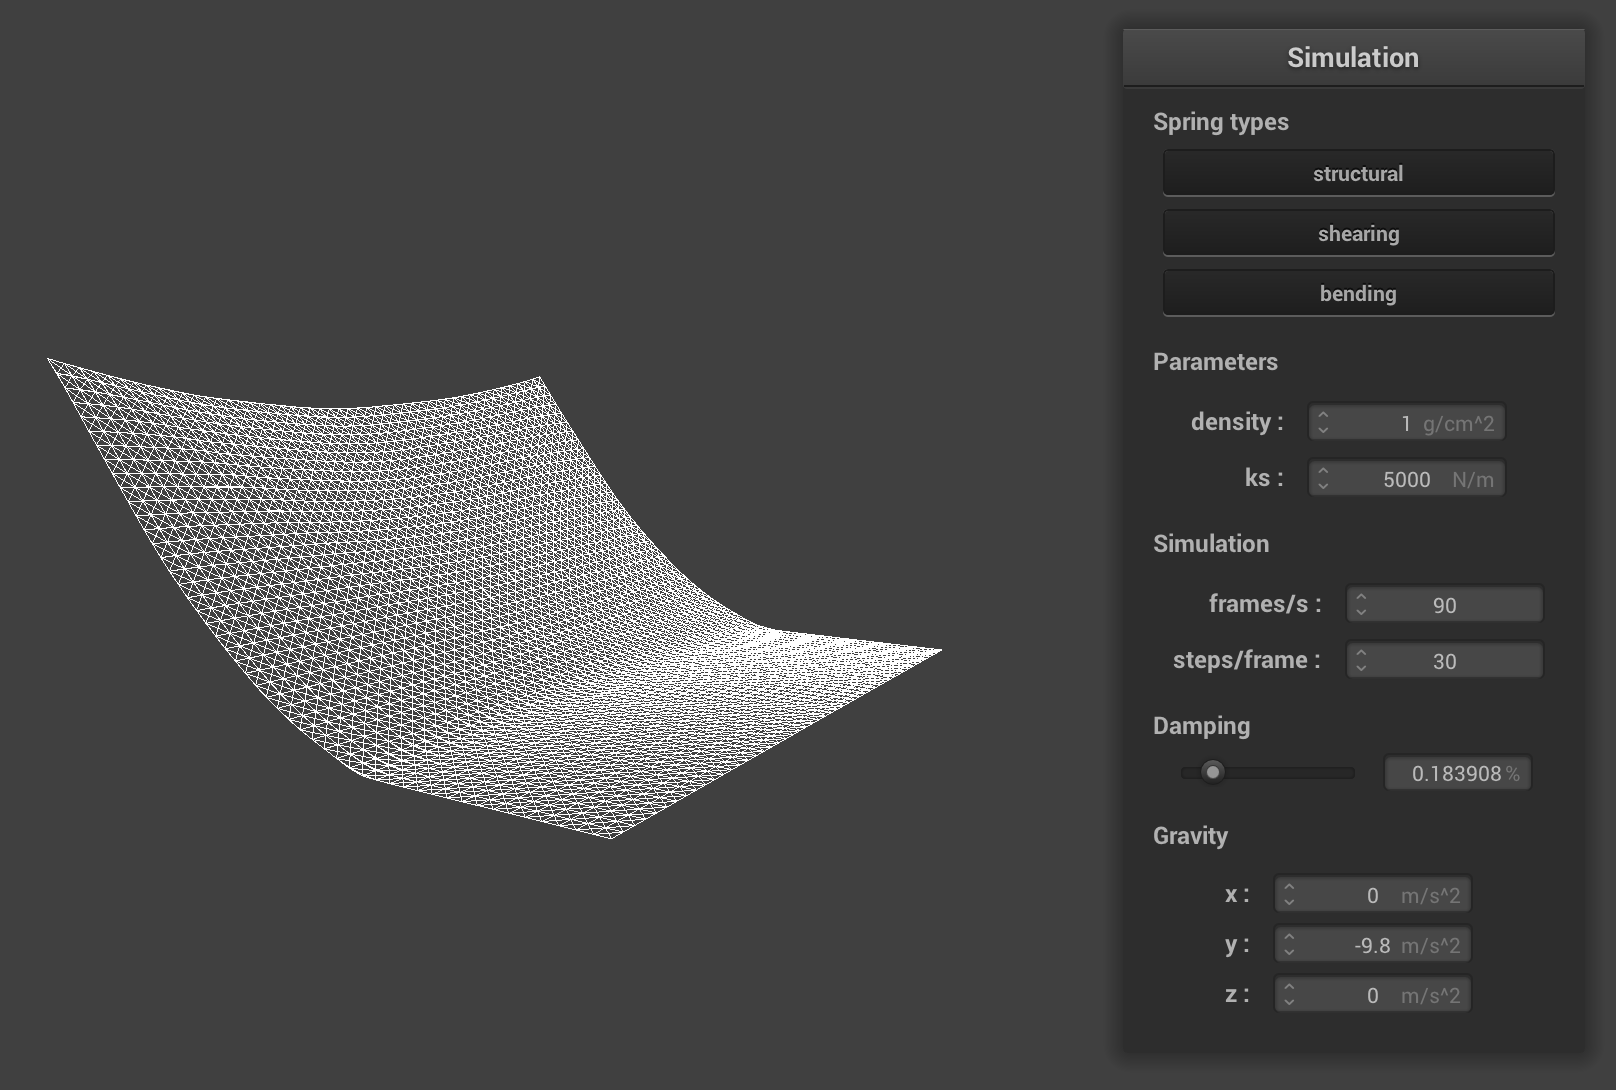 Simulation
Spring types
structural
shearing
bending
Parameters
density : 1 g/cm^2
ks : 5000 N/m
Simulation
frames/s : 90
steps/frame : 30
Damping
0.183908 %
Gravity
x : 0 m/s^2
y : -9.8 m/s^2
z : 0 m/s^2